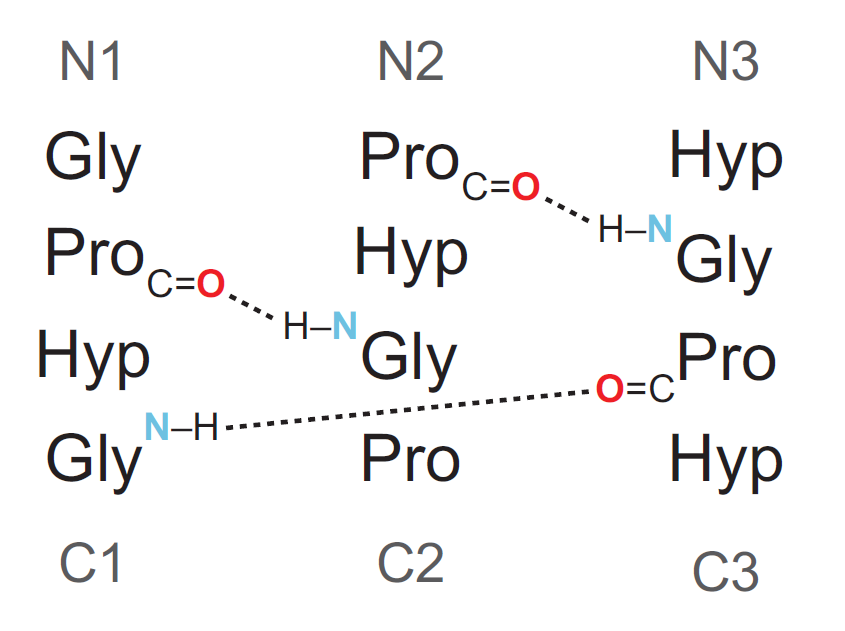 N1 N2 N3
Gly Pro Hyp
C=O
H–N
Pro Hyp Gly
C=O
H–N
Hyp Gly Pro
O=C
N–H
Gly Pro Hyp
C1 C2 C3